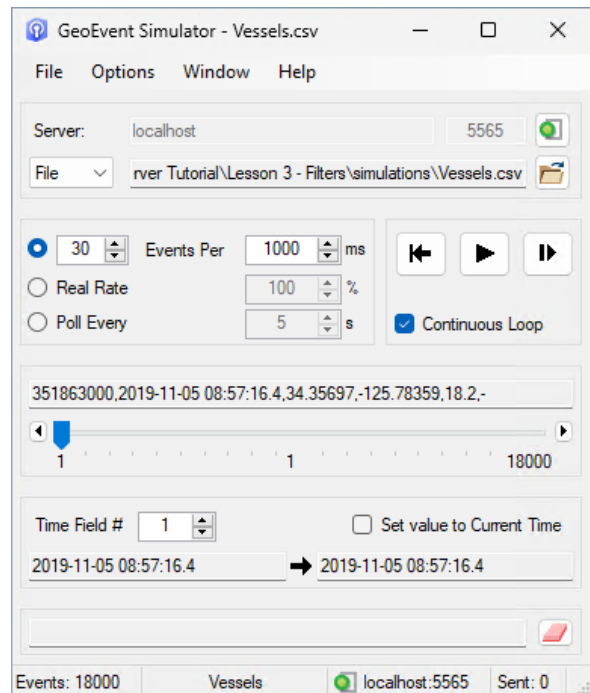 GeoEvent Simulator - Vessels.csv
File Options Window Help
Server: localhost 5565
File rver Tutorial\Lesson 3 - Filters\simulations\Vessels.csv
30 Events Per 1000 ms
Real Rate 100 %
Poll Every 5 s
Continuous Loop
351863000,2019-11-05 08:57:16.4,34.35697,-125.78359,18.2,-
1 1 18000
Time Field # 1 Set value to Current Time
2019-11-05 08:57:16.4 2019-11-05 08:57:16.4
Events: 18000 Vessels localhost:5565 Sent: 0